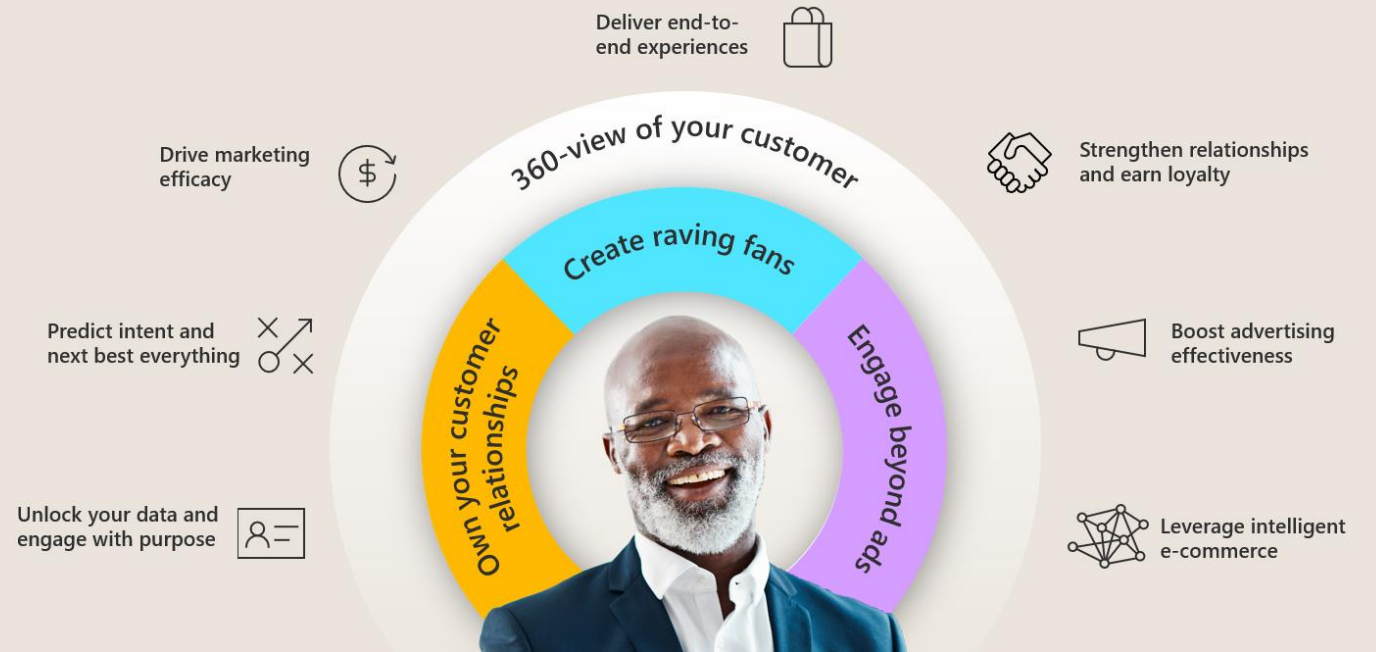 Deliver end-to-
end experiences
360-view of your customer
Drive marketing
efficacy
Strengthen relationships
and earn loyalty
Create raving fans
Predict intent and
next best everything
Own your customer
relationships
Engage beyond ads
Boost advertising
effectiveness
Unlock your data and
engage with purpose
Leverage intelligent
e-commerce